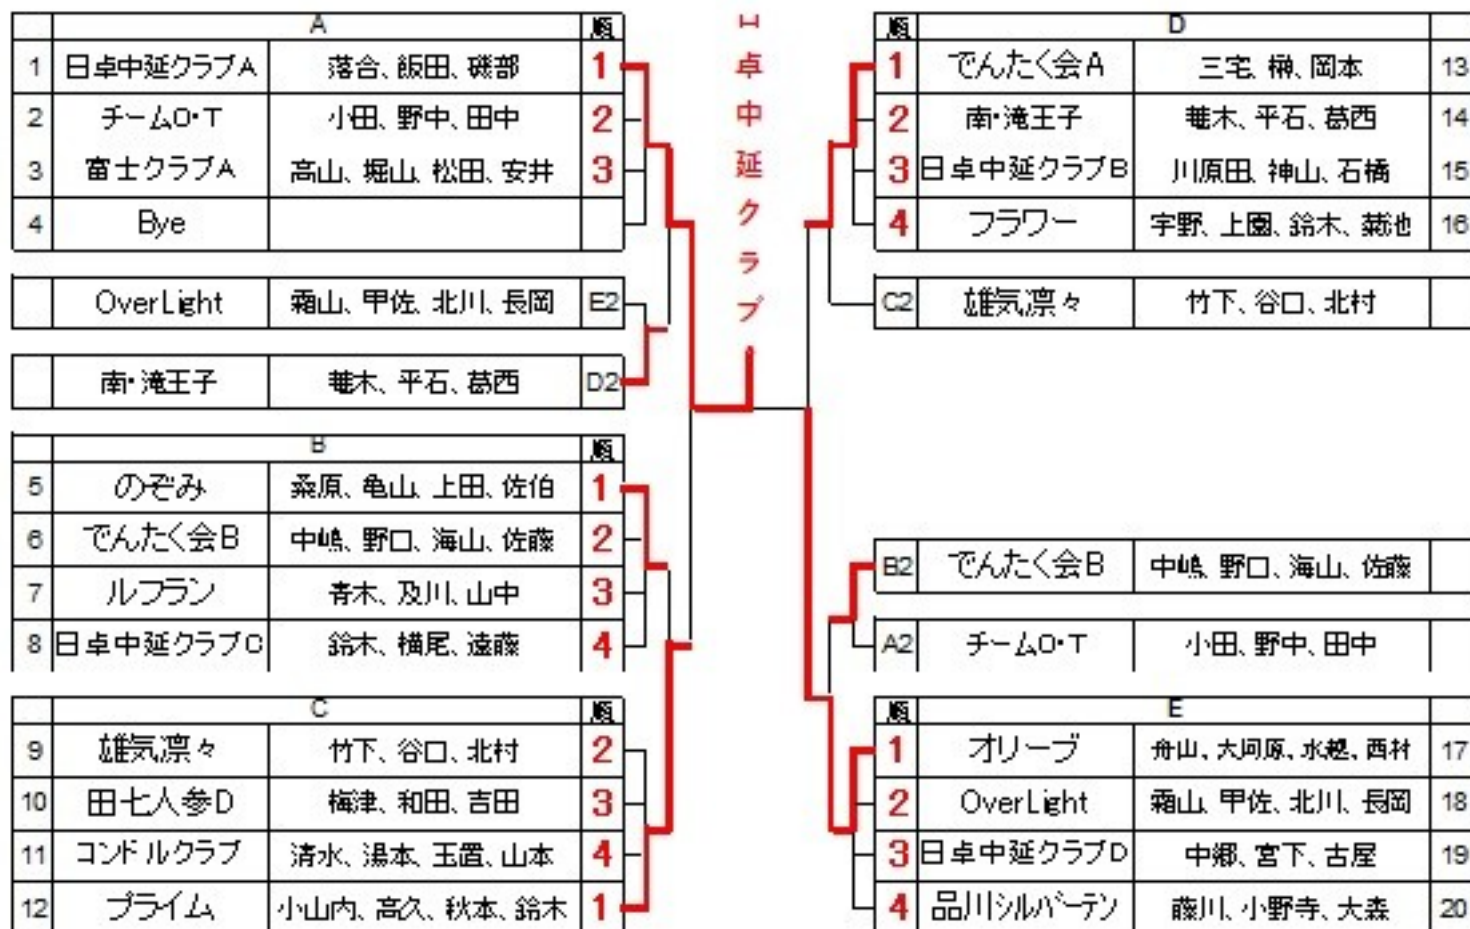 A 順
1 日卓中延クラブA 落合、飯田、磯部 1
2 チームO・T 小田、野中、田中 2
3 富士クラブA 高山、堀山、松田、安井 3
4 Bye
OverLight 霜山、甲佐、北川、長岡 E2
南・滝王子 木、平石、葛西 D2
B 順
5 のぞみ 桑原、亀山、上田、佐伯 1
6 でんたく会B 中嶋、野口、海山、佐藤 2
7 ルフラン 青木、及川、山中 3
8 日卓中延クラブC 鈴木、横尾、遠藤 4
C 順
9 雄気凛々 竹下、谷口、北村 2
10 田七人参D 梅津、和田、吉田 3
11 コンドルクラブ 清水、湯本、玉置、山本 4
12 プライム 小山内、高久、秋本、鈴木 1
日卓中延クラブ
順 D
1 でんたく会A 三宅、榊、岡本 13
2 南・滝王子 木、平石、葛西 14
3 日卓中延クラブB 川原田、神山、石橋 15
4 フラワー 宇野、上園、鈴木、菊池 16
C2 雄気凛々 竹下、谷口、北村
B2 でんたく会B 中嶋、野口、海山、佐藤
A2 チームO・T 小田、野中、田中
順 E
1 オリーブ 舟山、大河原、水越、西村 17
2 OverLight 霜山、甲佐、北川、長岡 18
3 日卓中延クラブD 中郷、宮下、古屋 19
4 品川シルバーテン 藤川、小野寺、大森 20